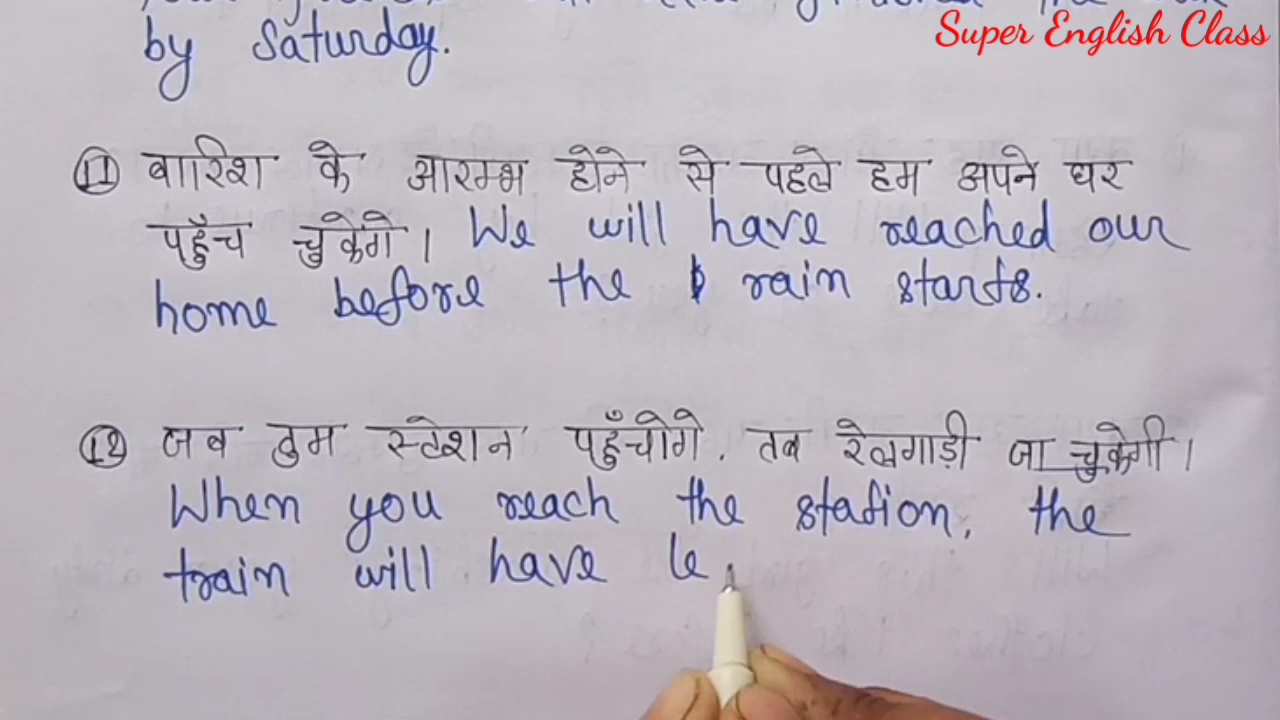 Super English Class
by Saturday.
11 बारिश के आरम्भ होने से पहले हम अपने घर
पहुँच चुकेंगे। We will have reached our
home before the rain starts.
12 जब तुम स्टेशन पहुँचोगे, तब रेलगाड़ी जा चुकेगी।
When you reach the station, the
train will have le